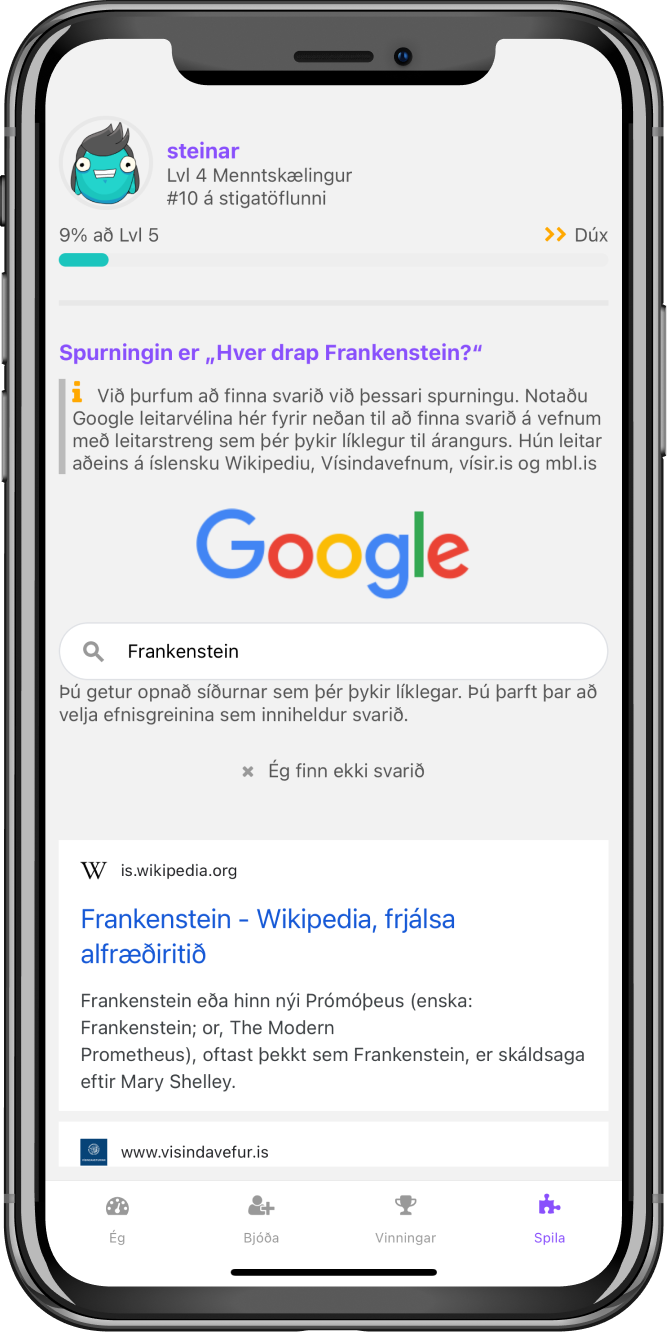 steinar
Lvl 4 Menntskælingur
#10 á stigatöflunni
9% að Lvl 5
Dúx
Spurningin er „Hver drap Frankenstein?“
Við þurfum að finna svarið við þessari spurningu. Notaðu
Google leitarvélina hér fyrir neðan til að finna svarið á vefnum
með leitarstreng sem þér þykir líklegur til árangurs. Hún leitar
aðeins á íslensku Wikipediu, Vísindavefnum, vísir.is og mbl.is
Google
Frankenstein
Þú getur opnað síðurnar sem þér þykir líklegar. Þú þarft þar að
velja efnisgreinina sem inniheldur svarið.
Ég finn ekki svarið
W is.wikipedia.org
Frankenstein - Wikipedia, frjálsa
alfræðiritið
Frankenstein eða hinn nýi Prómóþeus (enska:
Frankenstein; or, The Modern
Prometheus), oftast þekkt sem Frankenstein, er skáldsaga
eftir Mary Shelley.
www.visindavefur.is
Ég
Bjóða
Vinningar
Spila